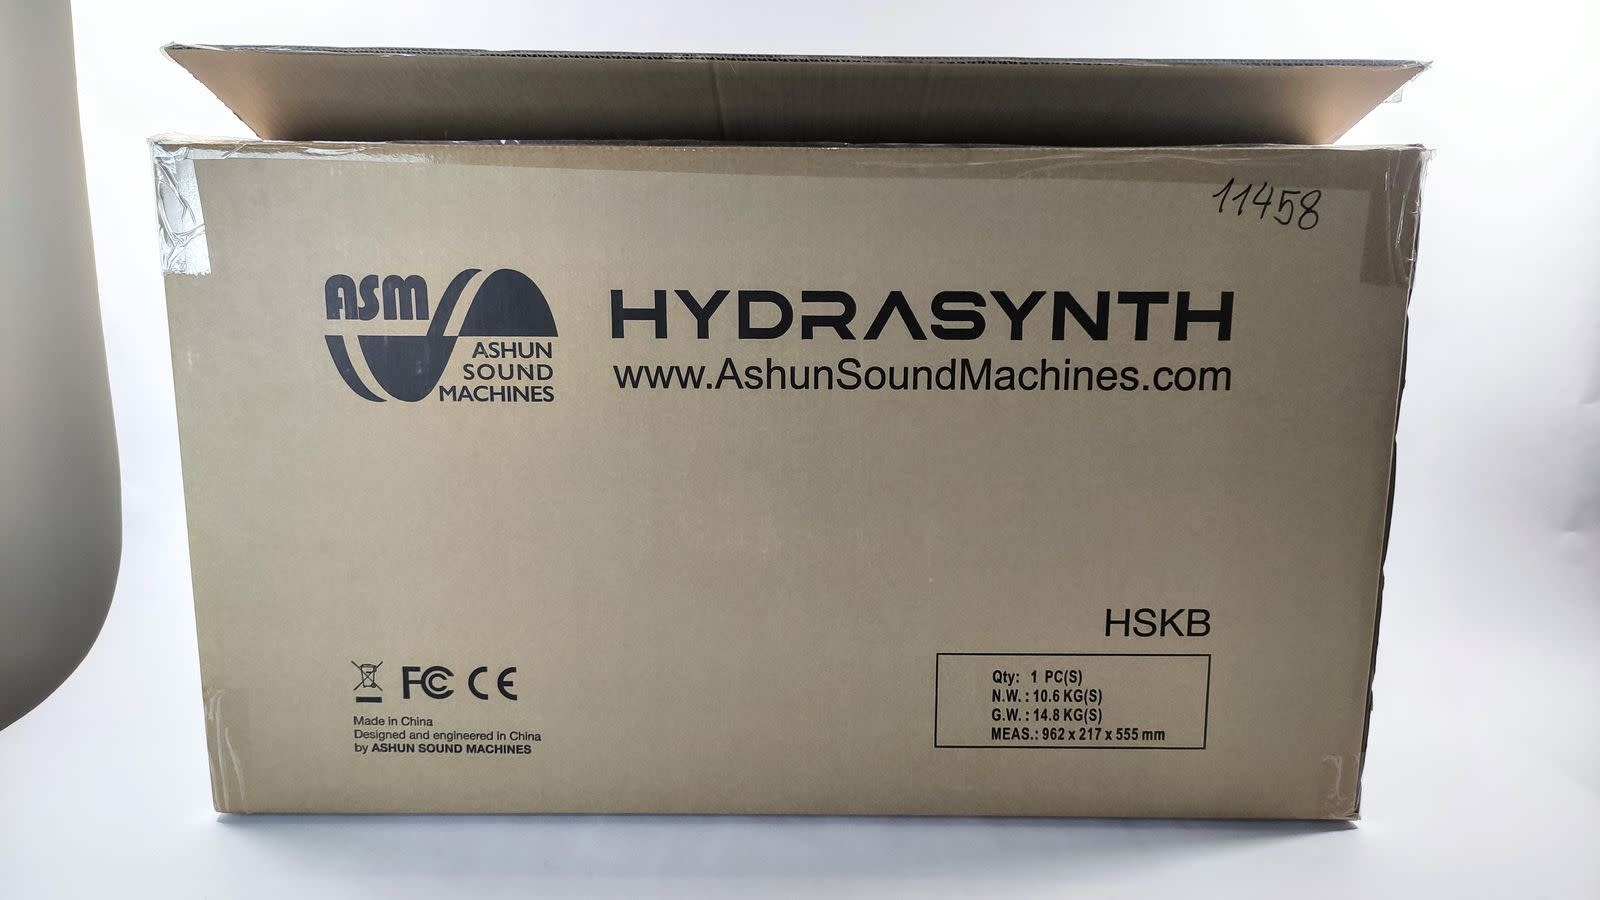 11458
ASM
ASHUN
SOUND
MACHINES
HYDRASYNTH
www.AshunSoundMachines.com
HSKB
Qty: 1 PC(S)
N.W. : 10.6 KG(S)
G.W. : 14.8 KG(S)
MEAS.: 962 x 217 x 555 mm
FC CE
Made in China
Designed and engineered in China
by ASHUN SOUND MACHINES